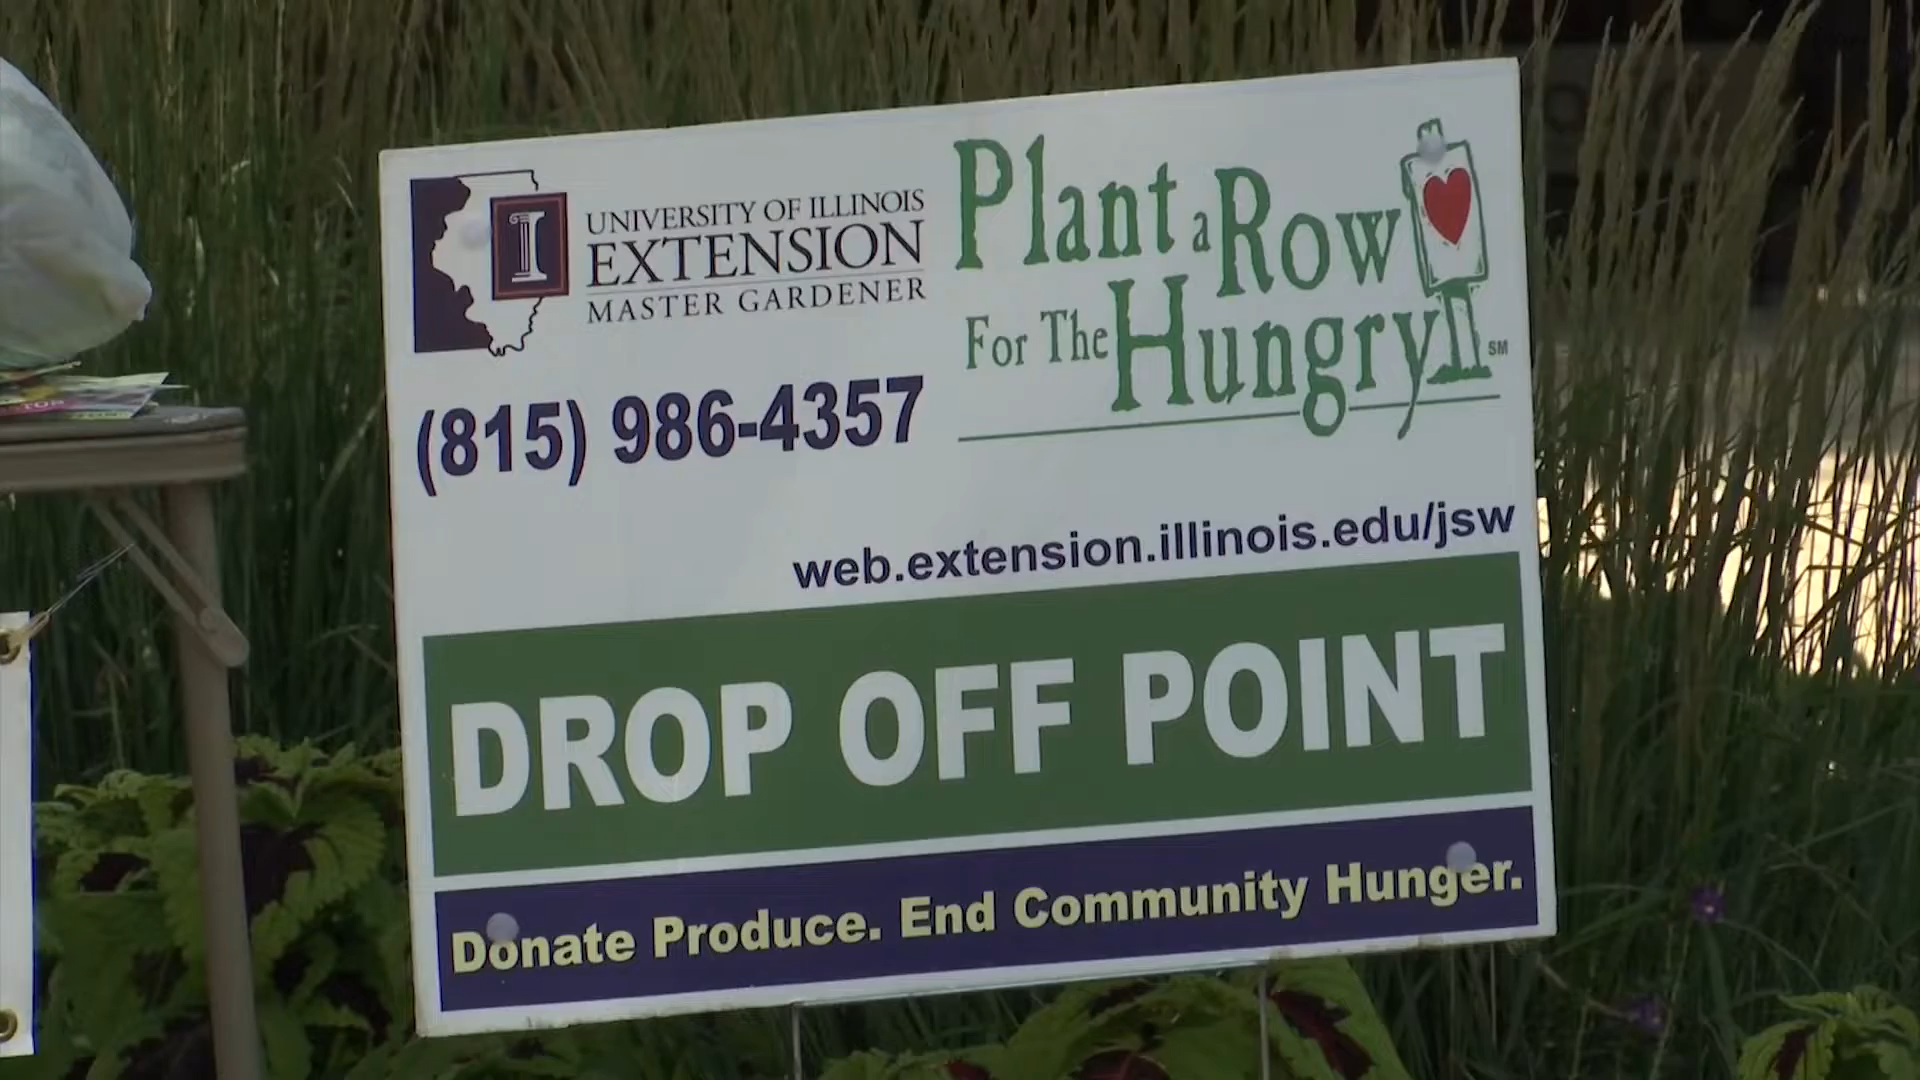 UNIVERSITY OF ILLINOIS
EXTENSION
MASTER GARDENER
Plant a Row
For The Hungry SM
(815) 986-4357
web.extension.illinois.edu/jsw
DROP OFF POINT
Donate Produce. End Community Hunger.